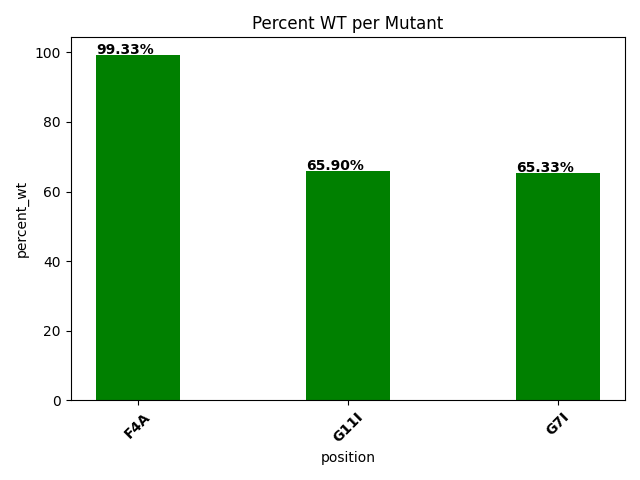 Percent WT per Mutant
percent_wt
100
80
60
40
20
0
99.33%
65.90%
65.33%
F4A
G11I
G7I
position